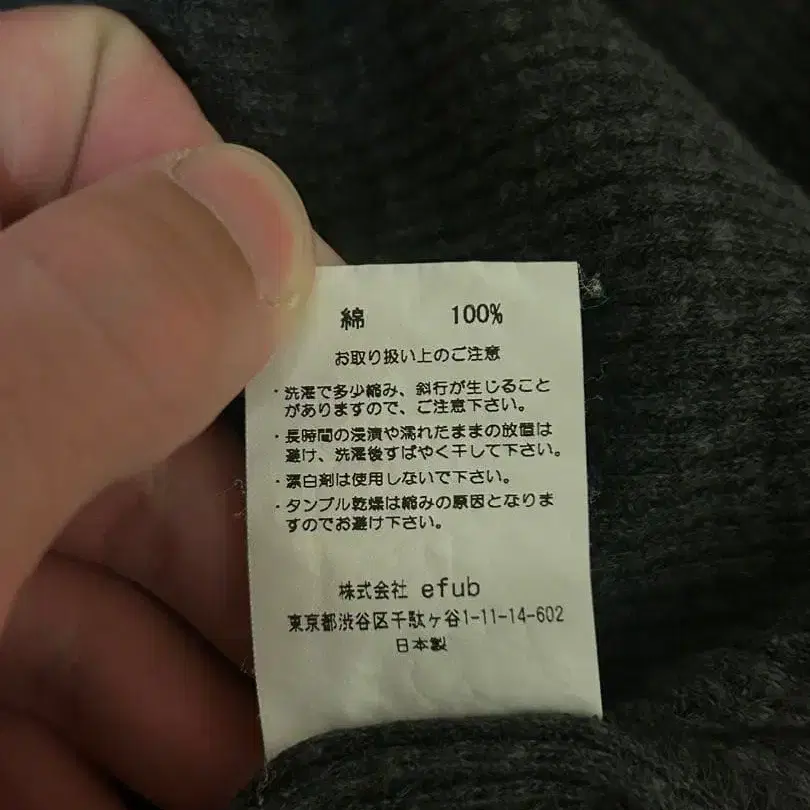 綿 100%
お取り扱い上のご注意
・洗濯で多少縮み、斜行が生じること
がありますので、ご注意下さい。
・長時間の浸漬や濡れたままの放置は
避け、洗濯後すばやく干して下さい。
・漂白剤は使用しないで下さい。
・タンブル乾燥は縮みの原因となりま
すのでお避け下さい。
株式会社 efub
東京都渋谷区千駄ヶ谷1-11-14-602
日本製